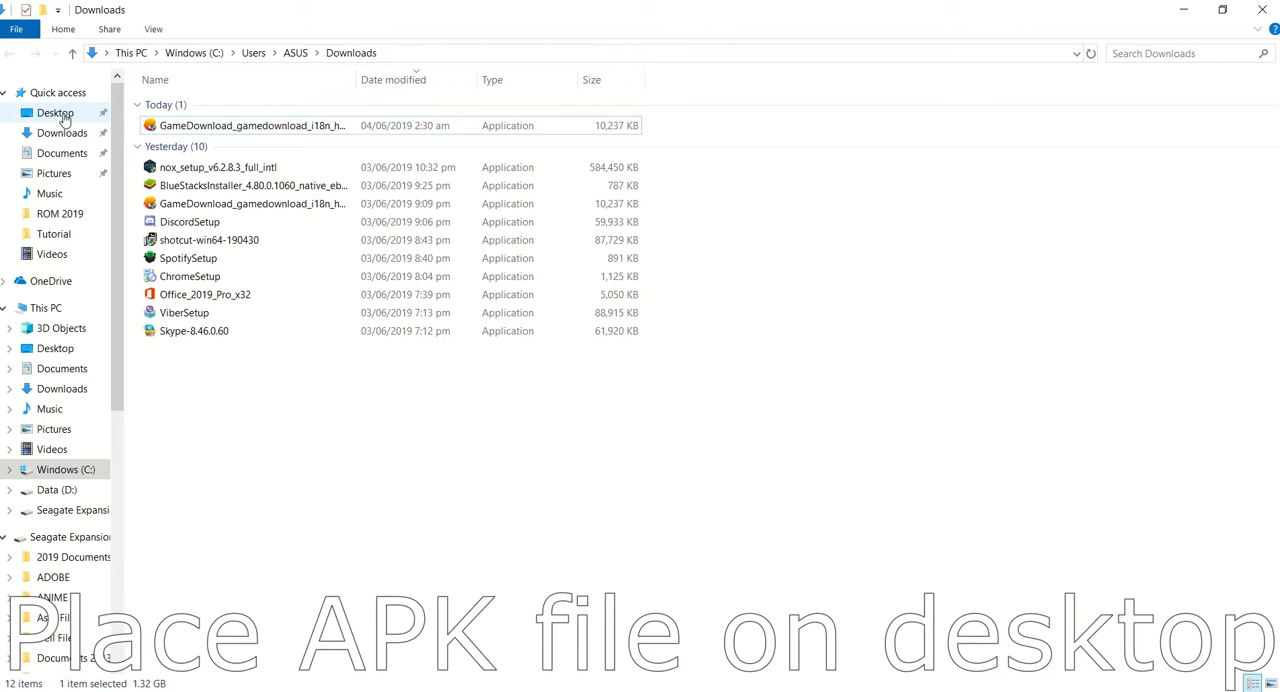 Downloads
File Home Share View
This PC Windows (C:) Users ASUS Downloads Search Downloads
Name Date modified Type Size
Quick access
Desktop
Downloads
Documents
Pictures
Music
ROM 2019
Tutorial
Videos
OneDrive
This PC
3D Objects
Desktop
Documents
Downloads
Music
Pictures
Videos
Windows (C:)
Data (D:)
Seagate Expansi
Seagate Expansio
2019 Documents
ADOBE
ANIME
Today (1)
GameDownload_gamedownload_i18n_h... 04/06/2019 2:30 am Application 10,237 KB
Yesterday (10)
nox_setup_v6.2.8.3_full_intl 03/06/2019 10:32 pm Application 584,450 KB
BlueStacksInstaller_4.80.0.1060_native_eb... 03/06/2019 9:25 pm Application 787 KB
GameDownload_gamedownload_i18n_h... 03/06/2019 9:09 pm Application 10,237 KB
DiscordSetup 03/06/2019 9:06 pm Application 59,933 KB
shotcut-win64-190430 03/06/2019 8:43 pm Application 87,729 KB
SpotifySetup 03/06/2019 8:40 pm Application 891 KB
ChromeSetup 03/06/2019 8:04 pm Application 1,125 KB
Office_2019_Pro_x32 03/06/2019 7:39 pm Application 5,050 KB
ViberSetup 03/06/2019 7:13 pm Application 88,915 KB
Skype-8.46.0.60 03/06/2019 7:12 pm Application 61,920 KB
Place APK file on desktop
12 items 1 item selected 1.32 GB